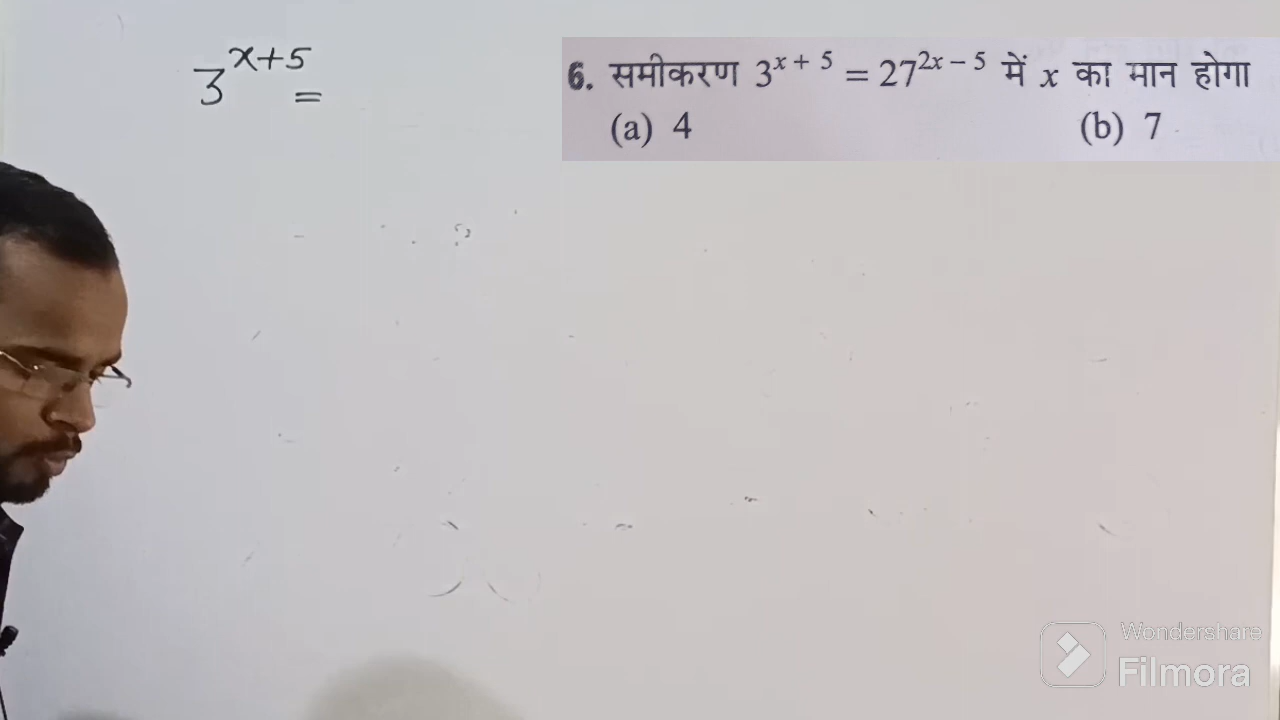 3^{x+5} =
6. समीकरण 3^{x + 5} = 27^{2x – 5} में x का मान होगा
(a) 4 (b) 7
Wondershare
Filmora